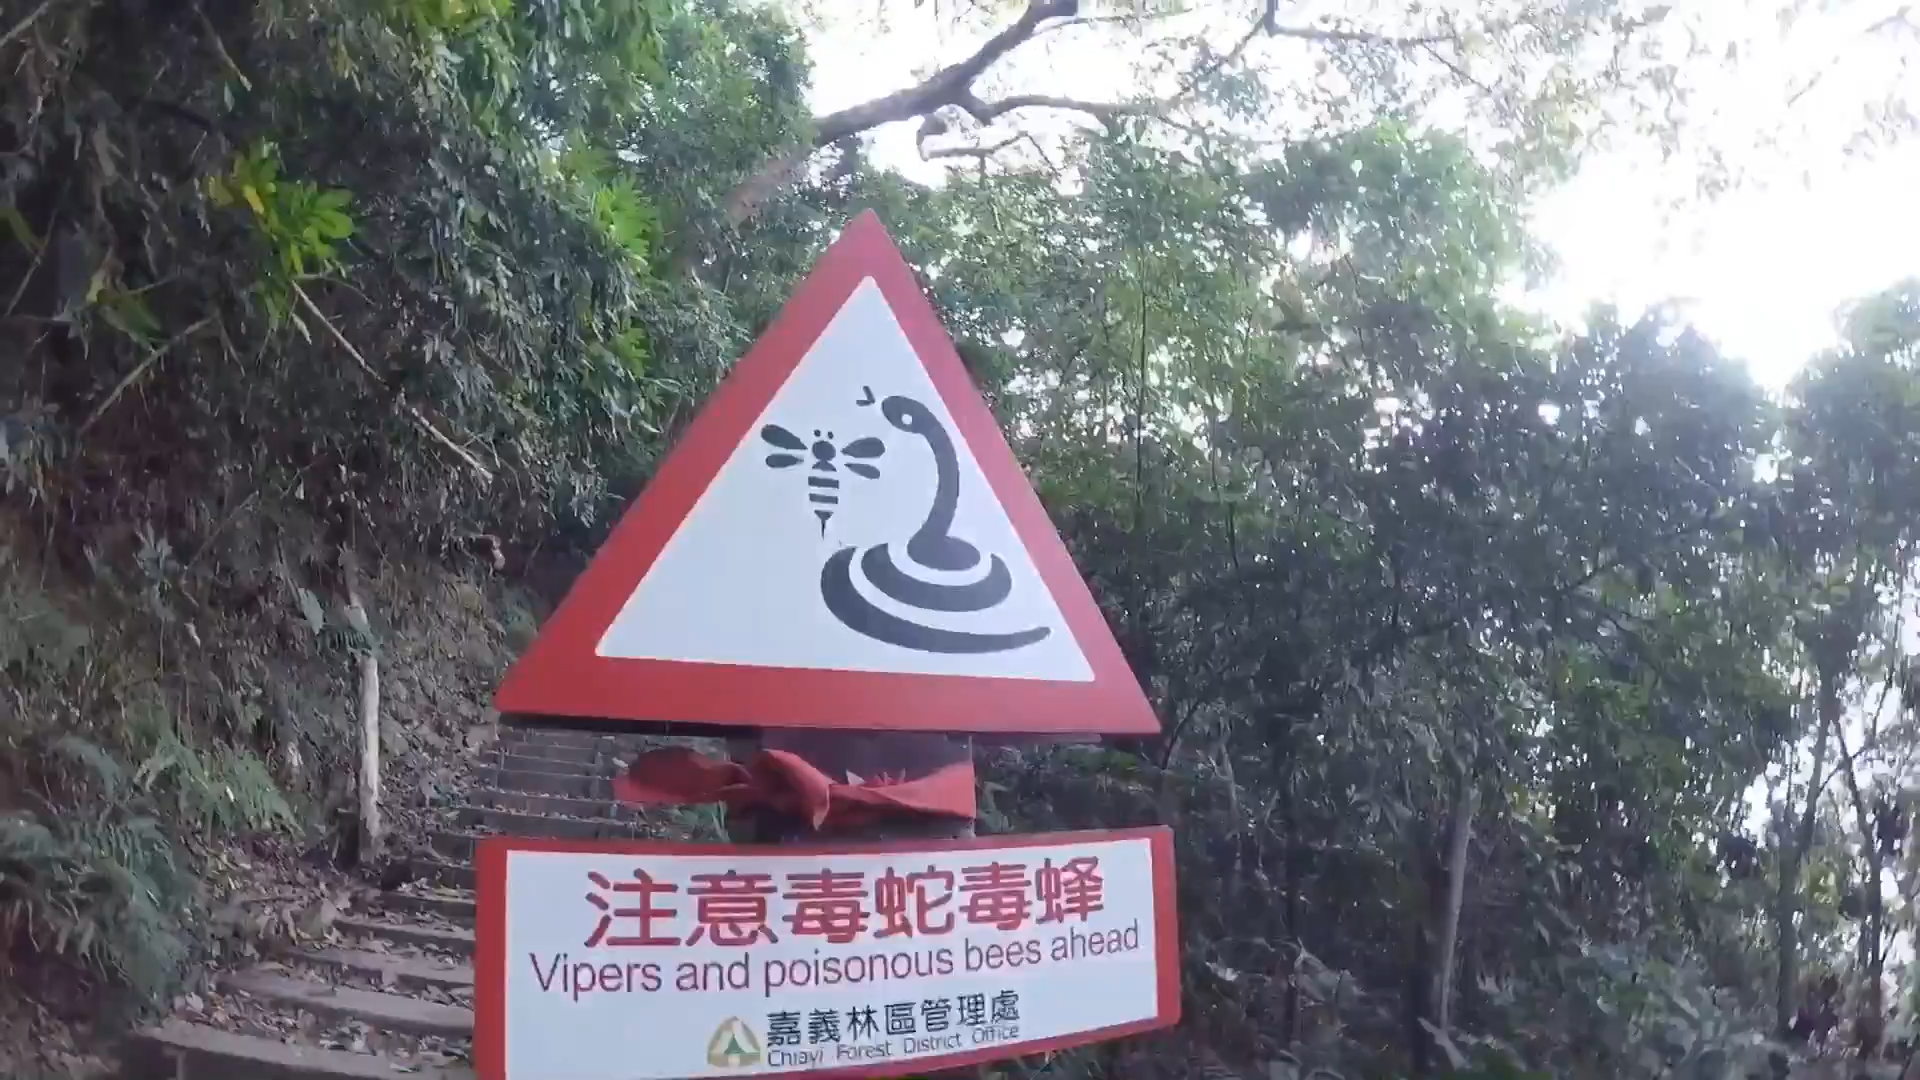 注意毒蛇毒蜂
Vipers and poisonous bees ahead
嘉義林區管理處
Chiayi Forest District Office